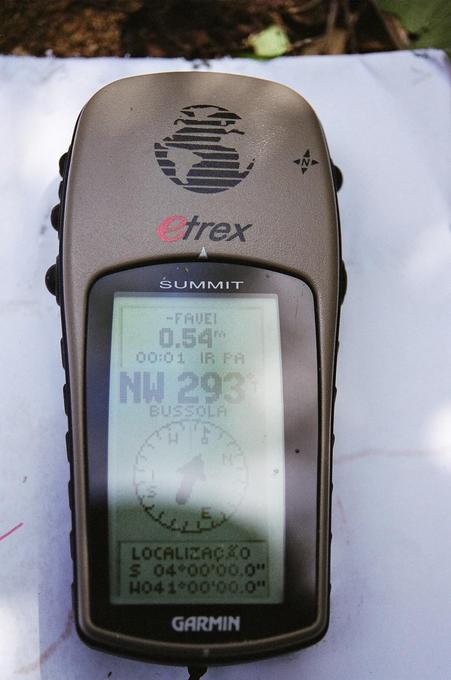 N
etrex
SUMMIT
-FAVEI
0.54m
00:01 IR PA
NW 293°T
BUSSOLA
W
N
S
E
LOCALIZAÇÃO
S 04°00'00.0"
W041°00'00.0"
GARMIN